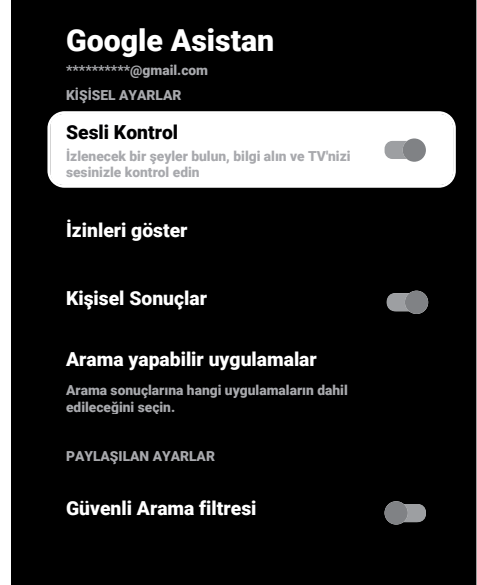 Google Asistan
**********@gmail.com
KİŞİSEL AYARLAR
Sesli Kontrol
İzlenecek bir şeyler bulun, bilgi alın ve TV'nizi
sesinizle kontrol edin
İzinleri göster
Kişisel Sonuçlar
Arama yapabilir uygulamalar
Arama sonuçlarına hangi uygulamaların dahil
edileceğini seçin.
PAYLAŞILAN AYARLAR
Güvenli Arama filtresi